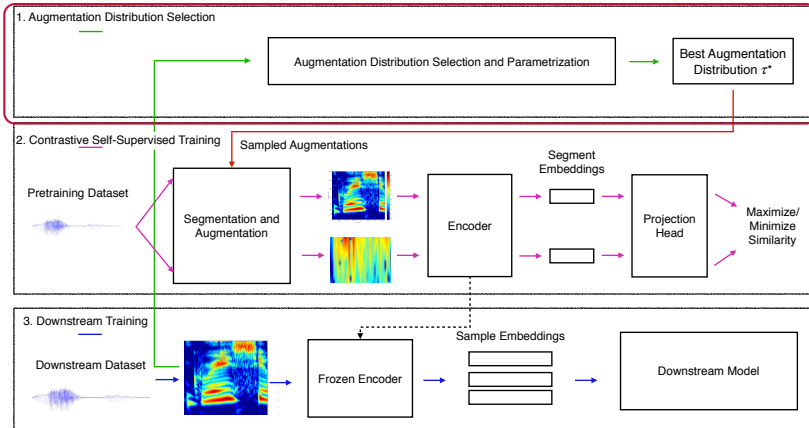 1. Augmentation Distribution Selection
Augmentation Distribution Selection and Parametrization
Best Augmentation
Distribution τ*
2. Contrastive Self-Supervised Training
Sampled Augmentations
Segment
Embeddings
Pretraining Dataset
Segmentation and
Augmentation
Encoder
Projection
Head
Maximize/
Minimize
Similarity
3. Downstream Training
Downstream Dataset
Frozen Encoder
Sample Embeddings
Downstream Model